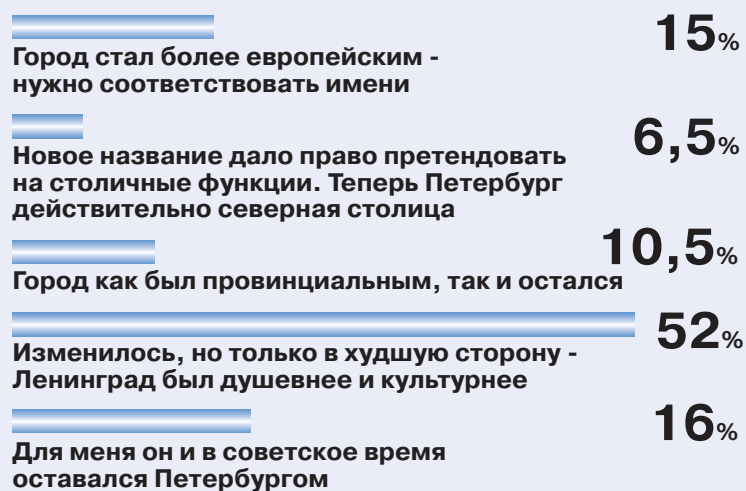 15%
Город стал более европейским -
нужно соответствовать имени
6,5%
Новое название дало право претендовать
на столичные функции. Теперь Петербург
действительно северная столица
10,5%
Город как был провинциальным, так и остался
52%
Изменилось, но только в худшую сторону -
Ленинград был душевнее и культурнее
16%
Для меня он и в советское время
оставался Петербургом